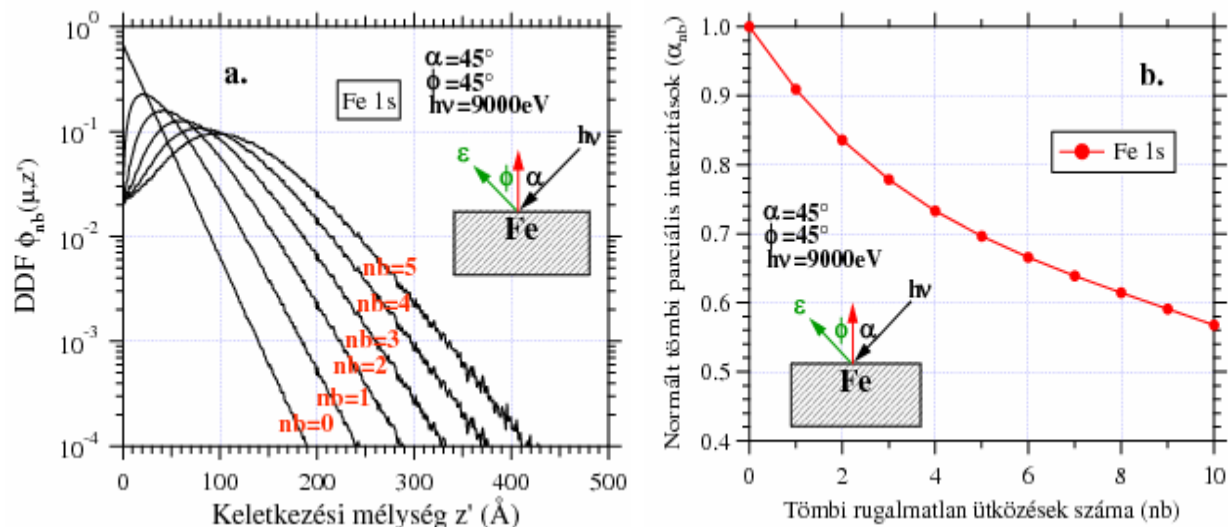 10⁰
10⁻¹
10⁻²
10⁻³
10⁻⁴
DDF ϕnb(μ,z')
a.
Fe 1s
α=45°
ϕ=45°
hν=9000eV
hν
ε
ϕ
α
Fe
nb=5
nb=4
nb=3
nb=2
nb=1
nb=0
0 100 200 300 400 500
Keletkezési mélység z' (Å)
Normált tömbi parciális intenzitások (αnb)
1.0
0.9
0.8
0.7
0.6
0.5
0.4
b.
Fe 1s
α=45°
ϕ=45°
hν=9000eV
hν
ε
ϕ
α
Fe
0 2 4 6 8 10
Tömbi rugalmatlan ütközések száma (nb)